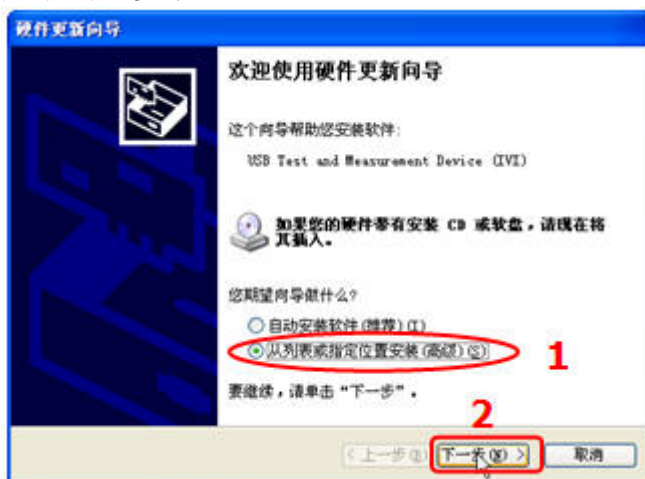 硬件更新向导
欢迎使用硬件更新向导
这个向导帮助您安装软件:
USB Test and Measurement Device (IVI)
如果您的硬件带有安装 CD 或软盘，请现在将
其插入。
您期望向导做什么?
自动安装软件(推荐)(I)
从列表或指定位置安装(高级)(S)
1
要继续，请单击“下一步”。
2
<上一步(B)
下一步(N) >
取消